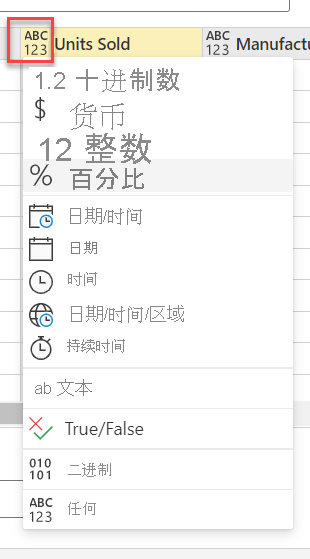 ABC
123 Units Sold ABC
123 Manufactu
1.2 十进制数
$ 货币
12 整数
% 百分比
日期/时间
日期
时间
日期/时间/区域
持续时间
ab 文本
True/False
010
101 二进制
ABC
123 任何